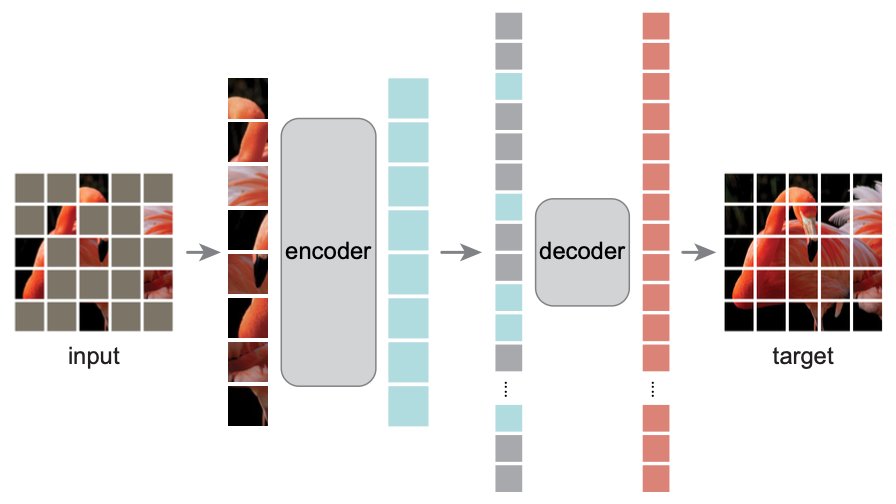 input
encoder
decoder
target